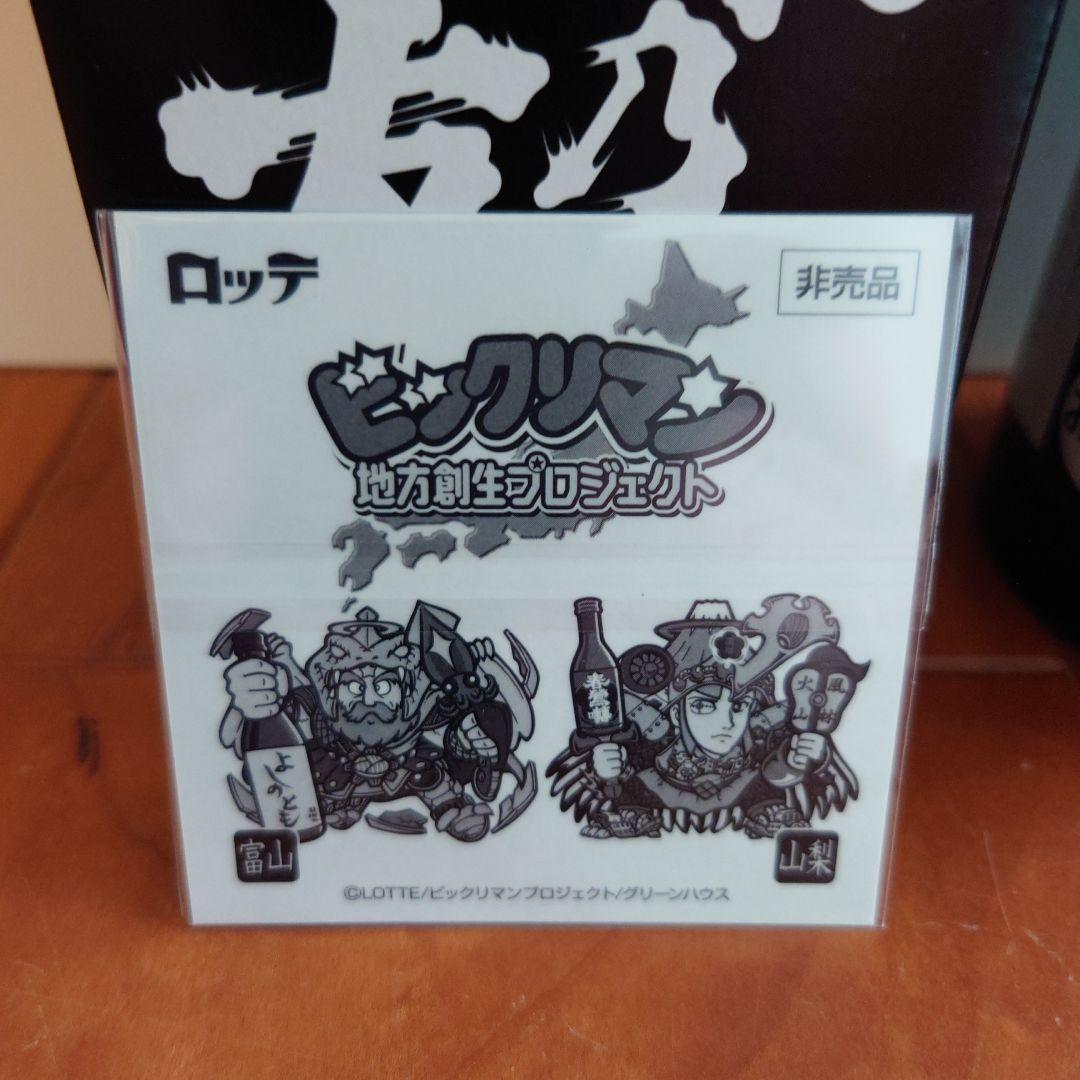 ロッテ
非売品
ビックリマン
地方創生プロジェクト
春鶯囀
風林
火山
よしのとも
富山
山梨
©LOTTE/ビックリマンプロジェクト/グリーンハウス